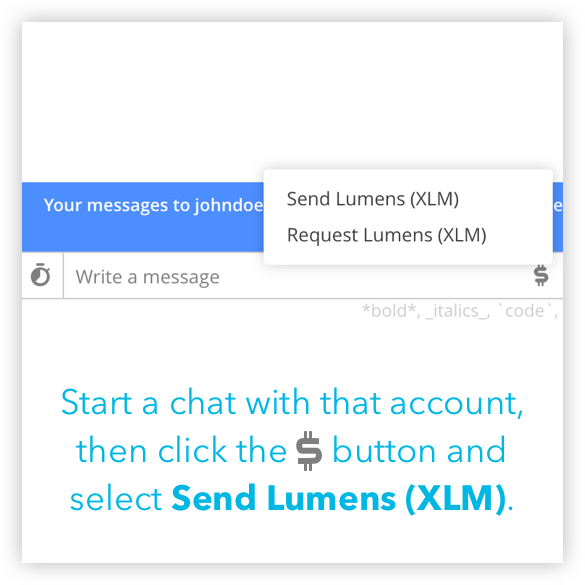 Send Lumens (XLM)
Your messages to johndoe
Request Lumens (XLM)
Write a message $
*bold*, _italics_, `code`,
Start a chat with that account,
then click the $ button and
select Send Lumens (XLM).